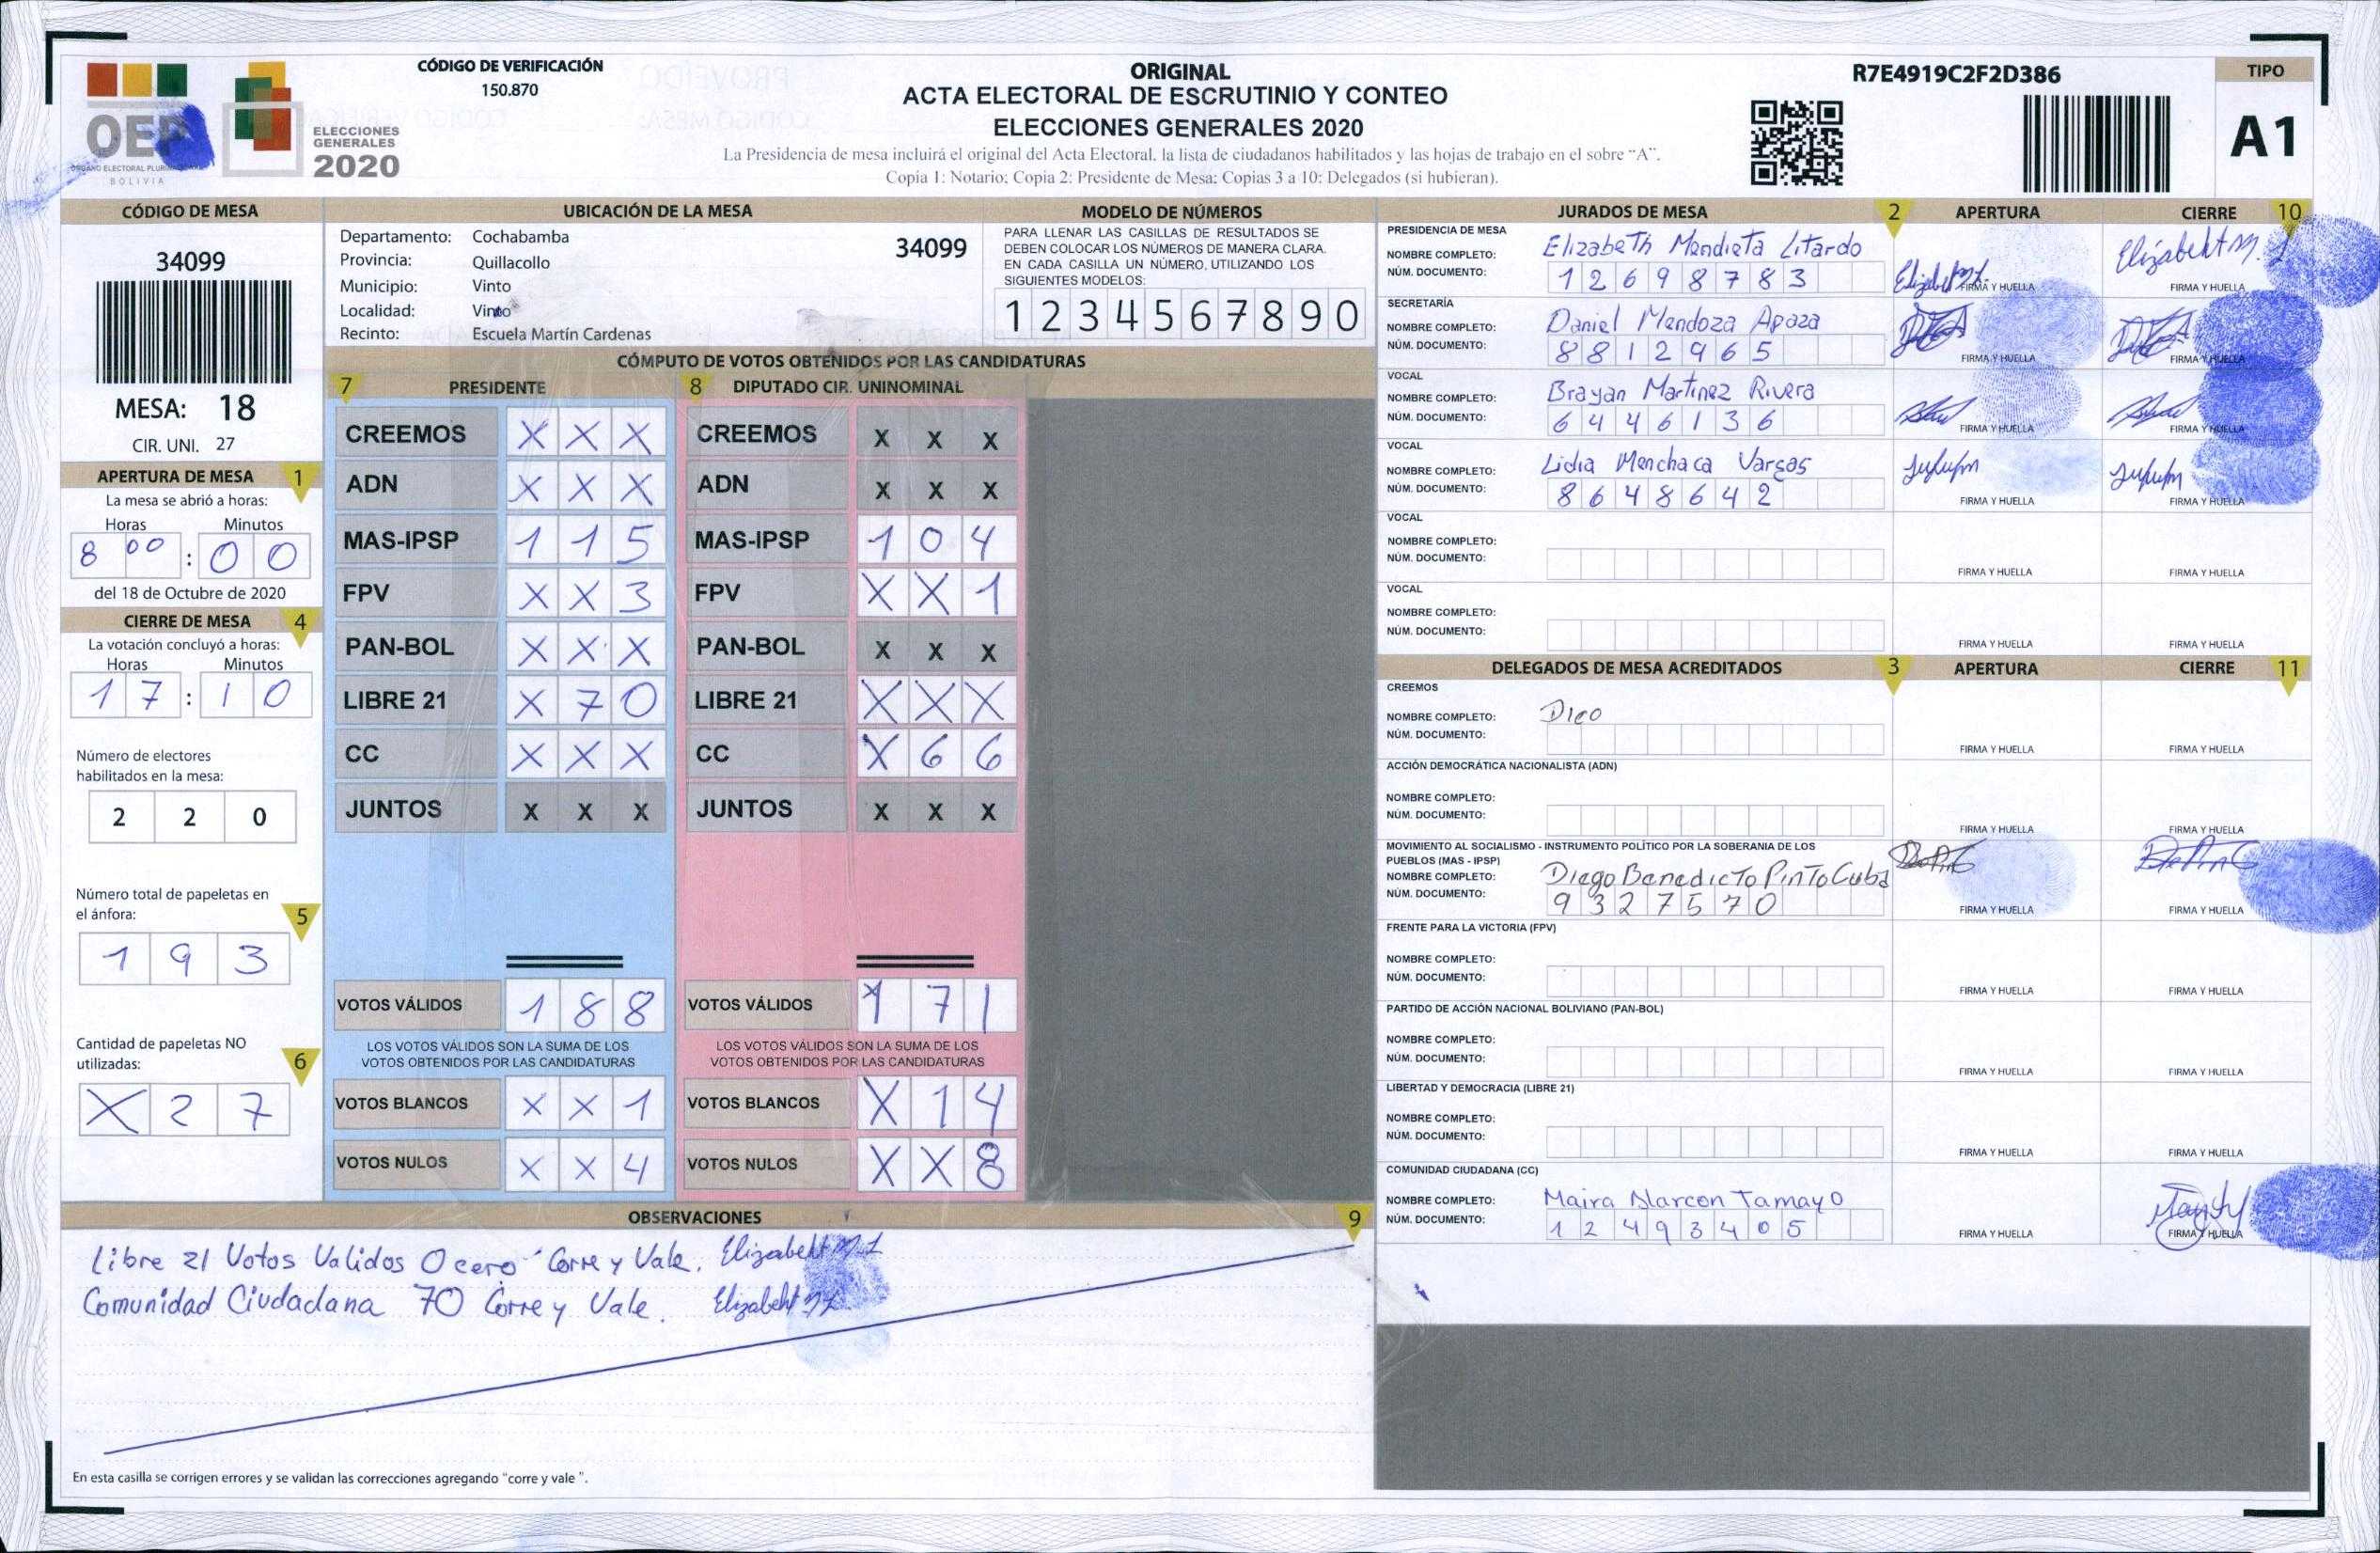 CÓDIGO DE VERIFICACIÓN
150.870
OEP
ÓRGANO ELECTORAL
BOLIVIA
ELECCIONES
GENERALES
2020
ORIGINAL
ACTA ELECTORAL DE ESCRUTINIO Y CONTEO
ELECCIONES GENERALES 2020
La Presidencia de mesa incluirá el original del Acta Electoral, la lista de ciudadanos habilitados y las hojas de trabajo en el sobre “A”.
Copia 1: Notario; Copia 2: Presidente de Mesa; Copias 3 a 10: Delegados (si hubieran).
R7E4919C2F2D386
TIPO
A1
CÓDIGO DE MESA
34099
MESA: 18
CIR. UNI. 27
APERTURA DE MESA 1
La mesa se abrió a horas:
Horas Minutos
8 00 : 0 0
del 18 de Octubre de 2020
CIERRE DE MESA 4
La votación concluyó a horas:
Horas Minutos
1 7 : 1 0
Número de electores
habilitados en la mesa:
2 2 0
Número total de papeletas en
el ánfora: 5
1 9 3
Cantidad de papeletas NO
utilizadas: 6
X 2 7
UBICACIÓN DE LA MESA
Departamento: Cochabamba
34099
Provincia: Quillacollo
Municipio: Vinto
Localidad: Vinto
Recinto: Escuela Martín Cardenas
MODELO DE NÚMEROS
PARA LLENAR LAS CASILLAS DE RESULTADOS SE
DEBEN COLOCAR LOS NÚMEROS DE MANERA CLARA.
EN CADA CASILLA UN NÚMERO, UTILIZANDO LOS
SIGUIENTES MODELOS:
1 2 3 4 5 6 7 8 9 0
CÓMPUTO DE VOTOS OBTENIDOS POR LAS CANDIDATURAS
7 PRESIDENTE 8 DIPUTADO CIR. UNINOMINAL
CREEMOS X X X CREEMOS X X X
ADN X X X ADN X X X
MAS-IPSP 1 1 5 MAS-IPSP 1 0 4
FPV X X 3 FPV X X 1
PAN-BOL X X X PAN-BOL X X X
LIBRE 21 X 7 0 LIBRE 21 X X X
CC X X X CC X 6 6
JUNTOS X X X JUNTOS X X X
VOTOS VÁLIDOS 1 8 8 VOTOS VÁLIDOS 1 7 1
LOS VOTOS VÁLIDOS SON LA SUMA DE LOS LOS VOTOS VÁLIDOS SON LA SUMA DE LOS
VOTOS OBTENIDOS POR LAS CANDIDATURAS VOTOS OBTENIDOS POR LAS CANDIDATURAS
VOTOS BLANCOS X X 1 VOTOS BLANCOS X 1 4
VOTOS NULOS X X 4 VOTOS NULOS X X 8
OBSERVACIONES 9
Libre 21 Votos Validos 0 cero Corre y Vale. Elizabeht M. L
Comunidad Ciudadana 70 Corre y Vale. Elizabeht M L
En esta casilla se corrigen errores y se validan las correcciones agregando “corre y vale ”.
JURADOS DE MESA 2 APERTURA CIERRE 10
PRESIDENCIA DE MESA
NOMBRE COMPLETO: Elizabeth Mendieta Litardo
Elizabeht M. L
NÚM. DOCUMENTO: 1 2 6 9 8 7 8 3
FIRMA Y HUELLA FIRMA Y HUELLA
SECRETARÍA
NOMBRE COMPLETO: Daniel Mendoza Apaza
NÚM. DOCUMENTO: 8 8 1 2 9 6 5
FIRMA Y HUELLA FIRMA Y HUELLA
VOCAL
NOMBRE COMPLETO: Brayan Martinez Rivera
NÚM. DOCUMENTO: 6 4 4 6 1 3 6
FIRMA Y HUELLA FIRMA Y HUELLA
VOCAL
NOMBRE COMPLETO: Lidia Menchaca Vargas
NÚM. DOCUMENTO: 8 6 4 8 6 4 2
FIRMA Y HUELLA FIRMA Y HUELLA
VOCAL
NOMBRE COMPLETO:
NÚM. DOCUMENTO:
FIRMA Y HUELLA FIRMA Y HUELLA
VOCAL
NOMBRE COMPLETO:
NÚM. DOCUMENTO:
FIRMA Y HUELLA FIRMA Y HUELLA
DELEGADOS DE MESA ACREDITADOS 3 APERTURA CIERRE 11
CREEMOS
NOMBRE COMPLETO:
NÚM. DOCUMENTO:
FIRMA Y HUELLA FIRMA Y HUELLA
ACCIÓN DEMOCRÁTICA NACIONALISTA (ADN)
NOMBRE COMPLETO:
NÚM. DOCUMENTO:
FIRMA Y HUELLA FIRMA Y HUELLA
MOVIMIENTO AL SOCIALISMO - INSTRUMENTO POLÍTICO POR LA SOBERANIA DE LOS
PUEBLOS (MAS - IPSP)
NOMBRE COMPLETO: Diego Benedicto Pinto Cuba
NÚM. DOCUMENTO: 9 3 2 7 5 7 0
FIRMA Y HUELLA FIRMA Y HUELLA
FRENTE PARA LA VICTORIA (FPV)
NOMBRE COMPLETO:
NÚM. DOCUMENTO:
FIRMA Y HUELLA FIRMA Y HUELLA
PARTIDO DE ACCIÓN NACIONAL BOLIVIANO (PAN-BOL)
NOMBRE COMPLETO:
NÚM. DOCUMENTO:
FIRMA Y HUELLA FIRMA Y HUELLA
LIBERTAD Y DEMOCRACIA (LIBRE 21)
NOMBRE COMPLETO:
NÚM. DOCUMENTO:
FIRMA Y HUELLA FIRMA Y HUELLA
COMUNIDAD CIUDADANA (CC)
NOMBRE COMPLETO: Maira Alarcon Tamayo
NÚM. DOCUMENTO: 1 2 4 9 3 4 0 5
FIRMA Y HUELLA FIRMA Y HUELLA